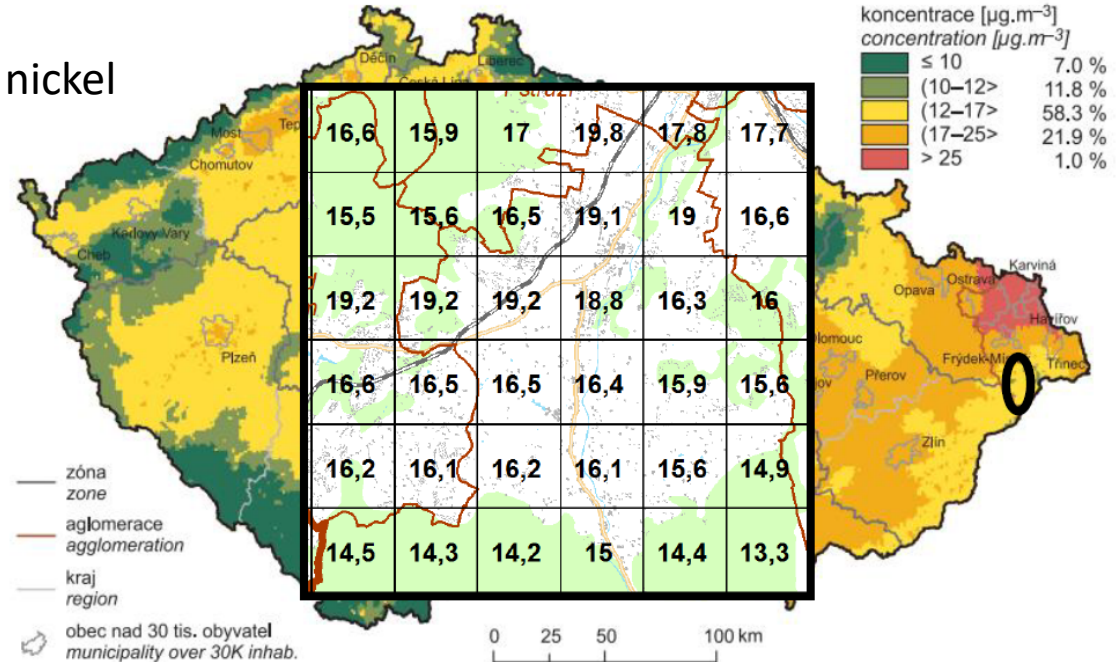 nickel
koncentrace [µg.m⁻³]
concentration [µg.m⁻³]
≤ 10 7.0 %
(10–12> 11.8 %
(12–17> 58.3 %
(17–25> 21.9 %
> 25 1.0 %
Děčín
Liberec
Most
Chomutov
Karlovy Vary
Cheb
Plzeň
16,6 15,9 17 19,8 17,8 17,7
15,5 15,6 16,5 19,1 19 16,6
19,2 19,2 19,2 18,8 16,3 16
16,6 16,5 16,5 16,4 15,9 15,6
16,2 16,1 16,2 16,1 15,6 14,9
14,5 14,3 14,2 15 14,4 13,3
Karviná
Ostrava
Opava
Havířov
Třinec
Přerov
Zlín
zóna
zone
aglomerace
agglomeration
kraj
region
obec nad 30 tis. obyvatel
municipality over 30K inhab.
0 25 50 100 km